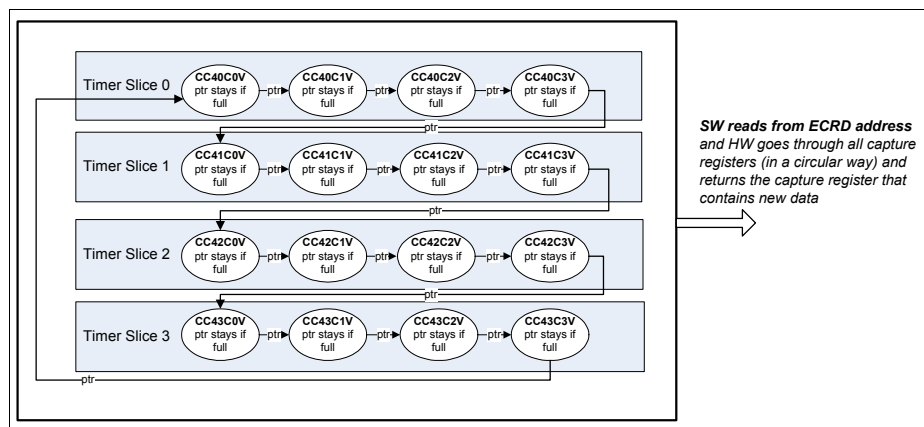 Timer Slice 0
CC40C0V
ptr stays if
full
ptr
CC40C1V
ptr stays if
full
ptr
CC40C2V
ptr stays if
full
ptr
CC40C3V
ptr stays if
full
ptr
Timer Slice 1
CC41C0V
ptr stays if
full
ptr
CC41C1V
ptr stays if
full
ptr
CC41C2V
ptr stays if
full
ptr
CC41C3V
ptr stays if
full
ptr
Timer Slice 2
CC42C0V
ptr stays if
full
ptr
CC42C1V
ptr stays if
full
ptr
CC42C2V
ptr stays if
full
ptr
CC42C3V
ptr stays if
full
ptr
Timer Slice 3
CC43C0V
ptr stays if
full
ptr
CC43C1V
ptr stays if
full
ptr
CC43C2V
ptr stays if
full
ptr
CC43C3V
ptr stays if
full
ptr
SW reads from ECRD address
and HW goes through all capture
registers (in a circular way) and
returns the capture register that
contains new data